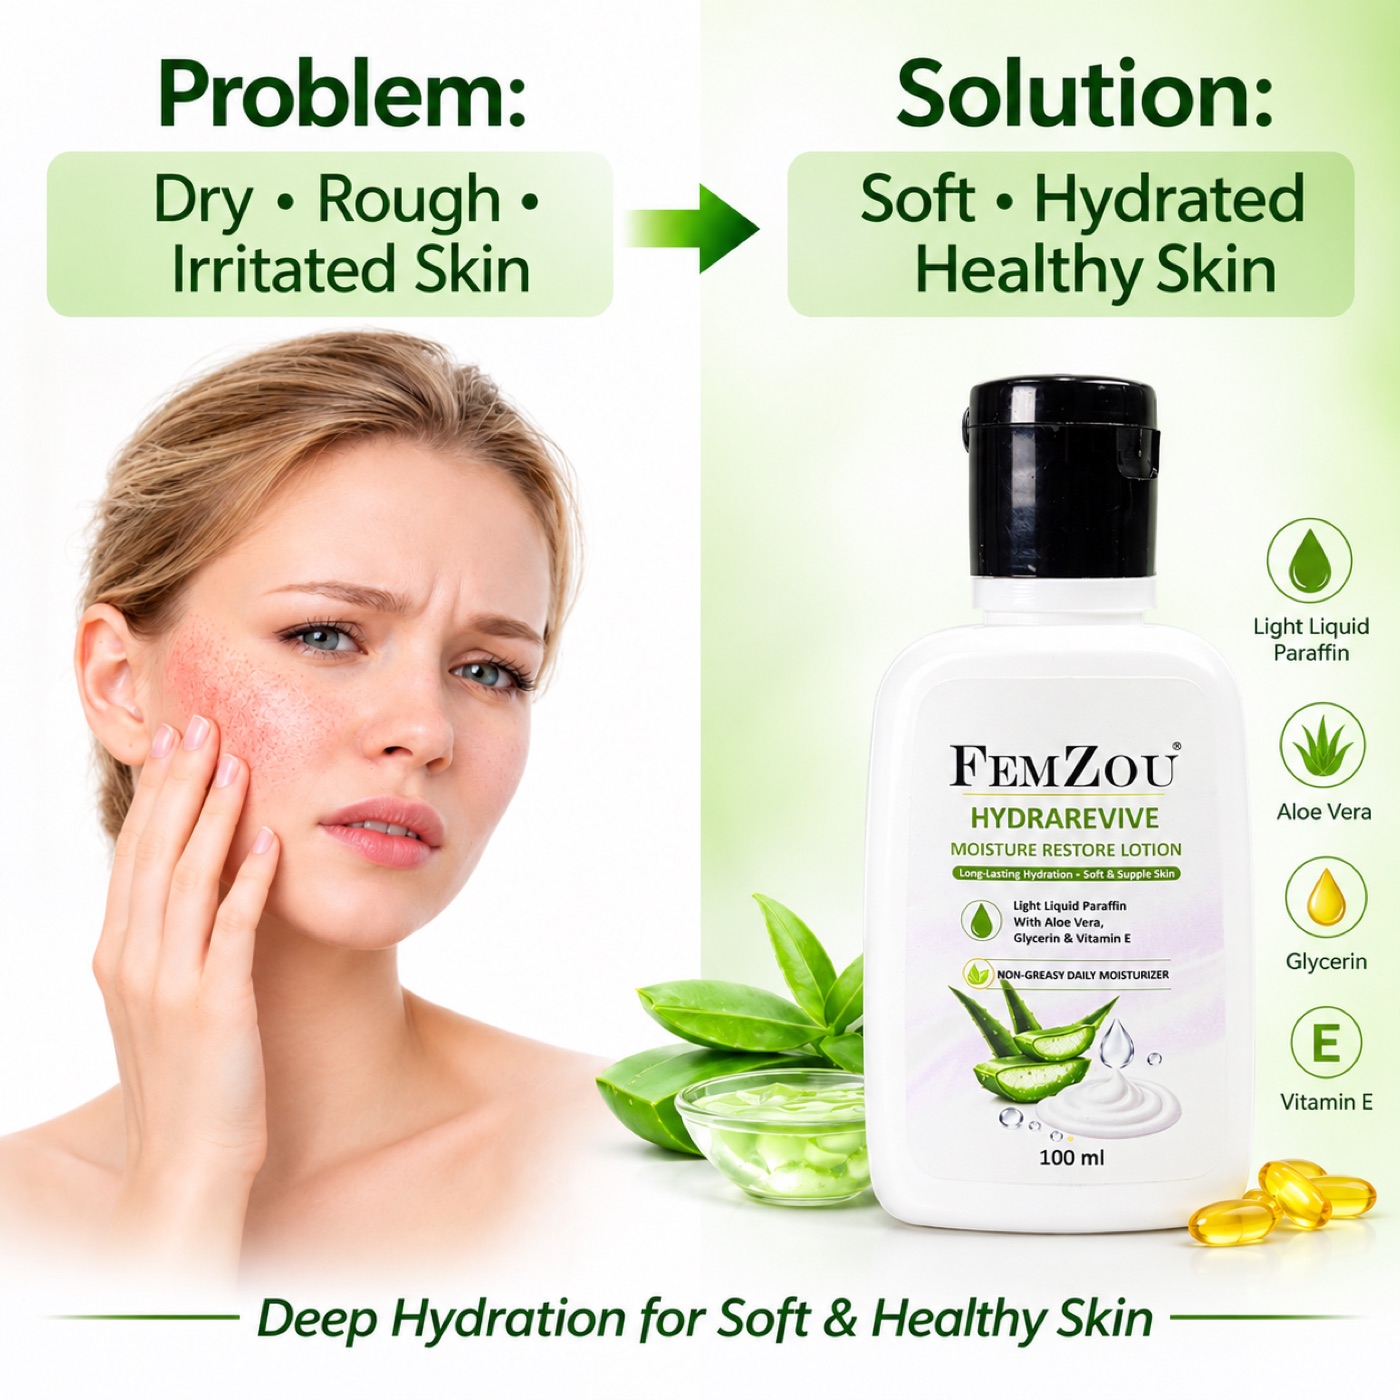 Problem:
Dry • Rough •
Irritated Skin
Solution:
Soft • Hydrated
Healthy Skin
FEMZOU®
HYDRAREVIVE
MOISTURE RESTORE LOTION
Long-Lasting Hydration • Soft & Supple Skin
Light Liquid Paraffin
With Aloe Vera,
Glycerin & Vitamin E
NON-GREASY DAILY MOISTURIZER
100 ml
Light Liquid
Paraffin
Aloe Vera
Glycerin
E
Vitamin E
Deep Hydration for Soft & Healthy Skin